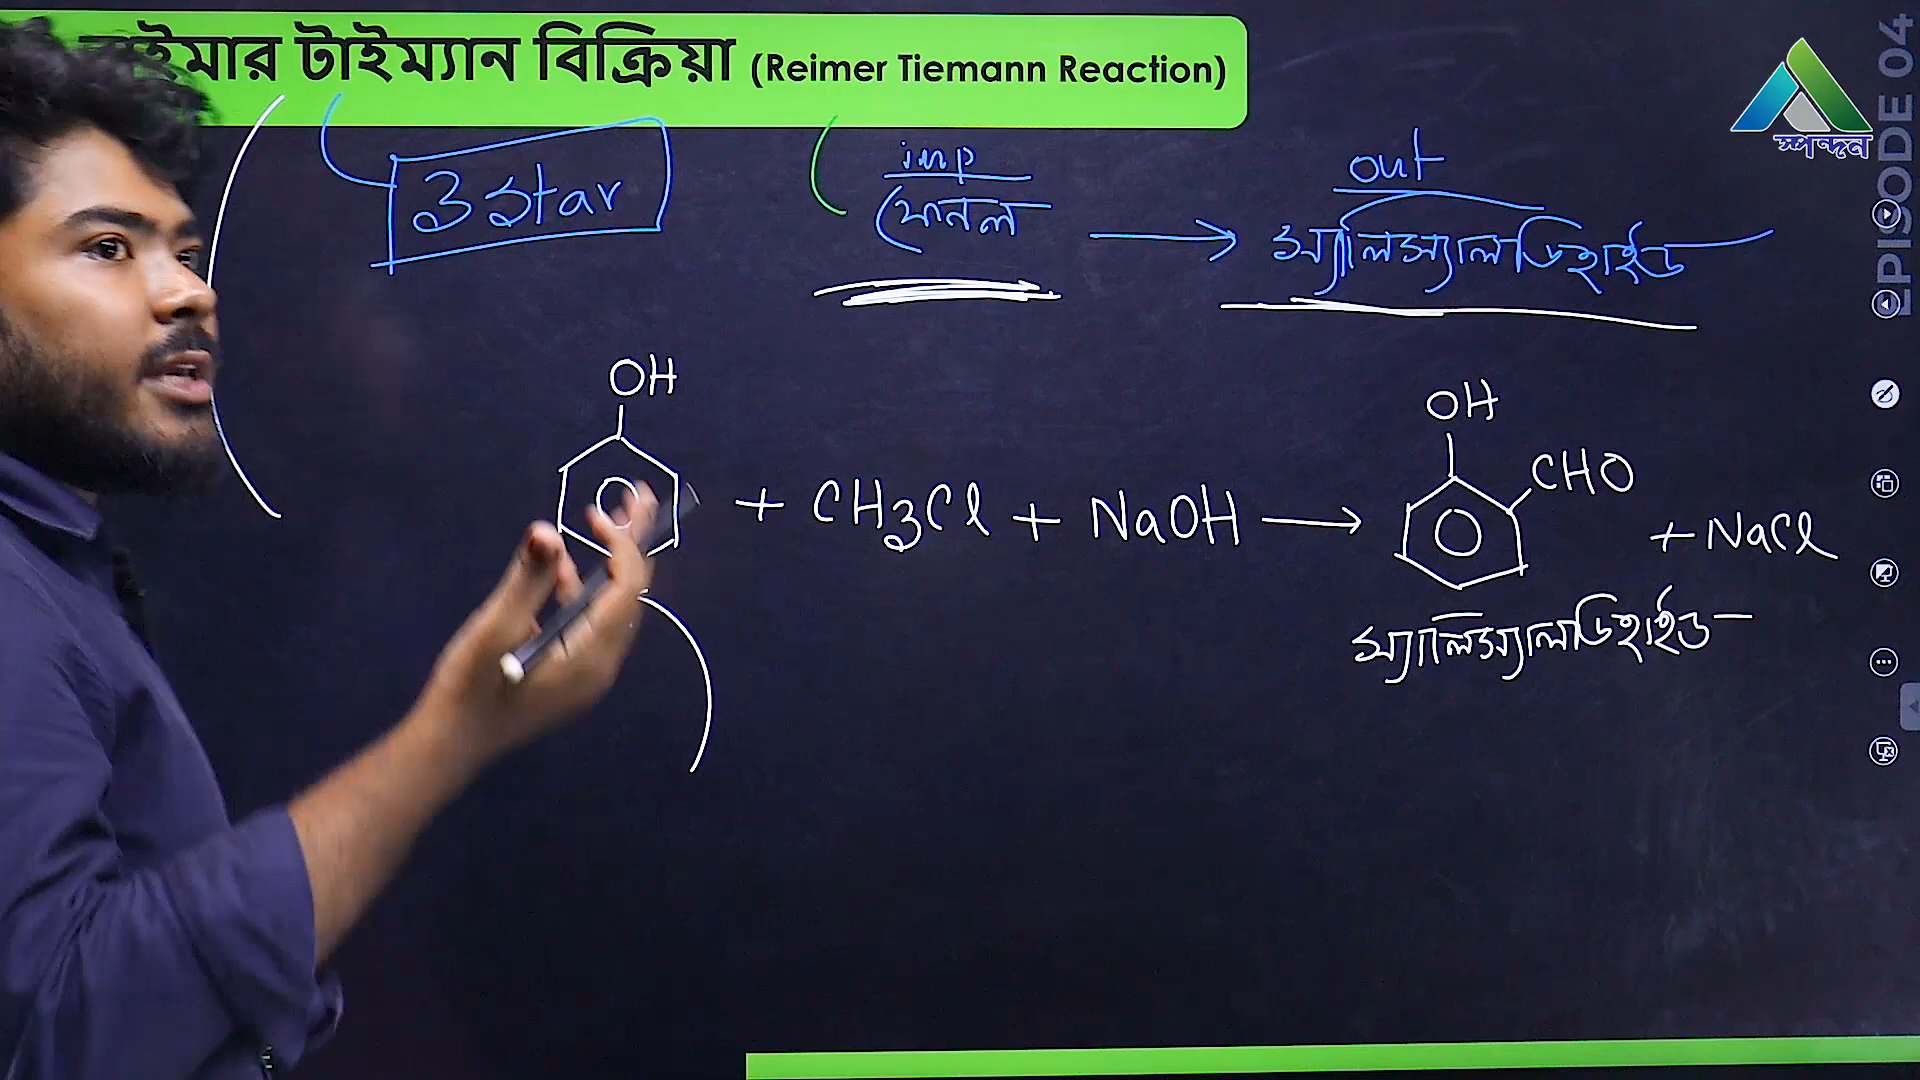 রাইমার টাইম্যান বিক্রিয়া (Reimer Tiemann Reaction)
স্পন্দন
EPISODE 04
3 Star
imp
ফেনল
→
out
স্যালিস্যালডিহাইড
OH
+ CH3Cl + NaOH →
OH
CHO
+ NaCl
স্যালিস্যালডিহাইড